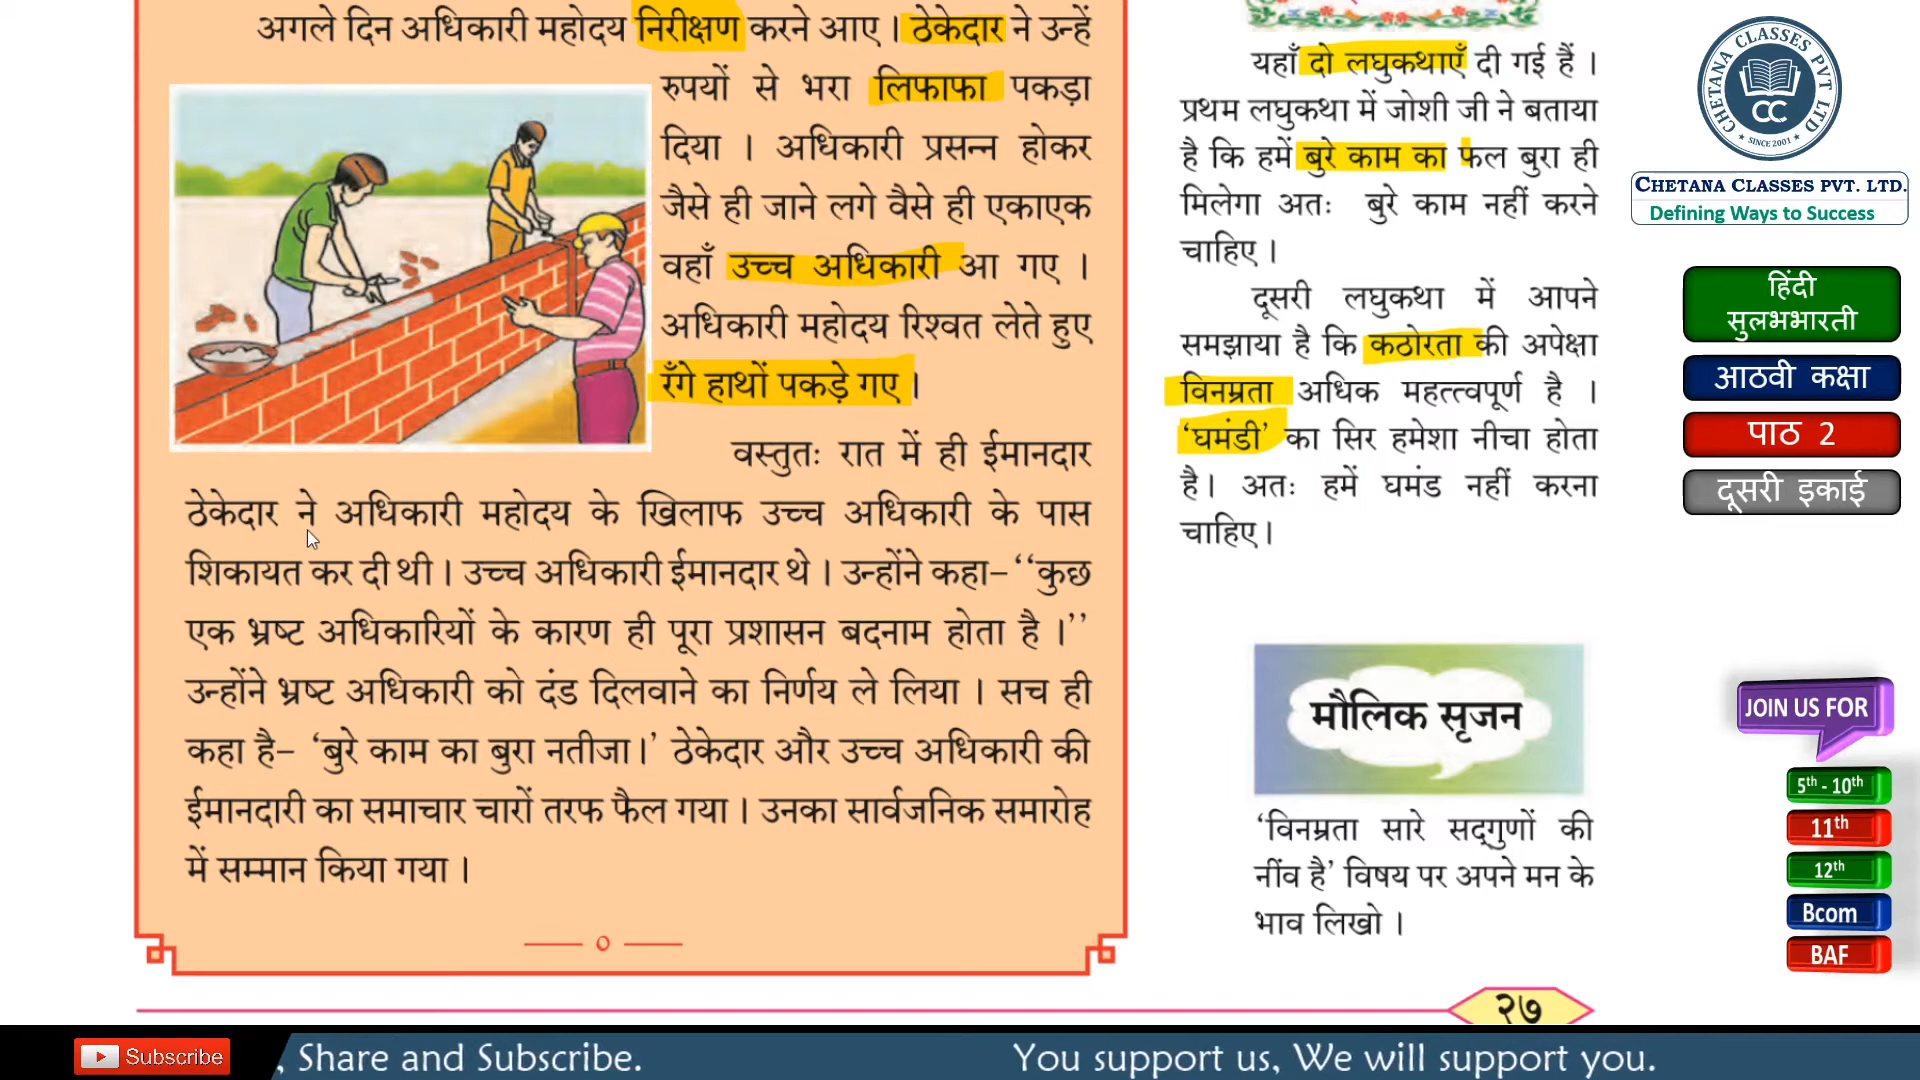 अगले दिन अधिकारी महोदय निरीक्षण करने आए । ठेकेदार ने उन्हें
रुपयों से भरा लिफाफा पकड़ा
दिया । अधिकारी प्रसन्न होकर
जैसे ही जाने लगे वैसे ही एकाएक
वहाँ उच्च अधिकारी आ गए ।
अधिकारी महोदय रिश्वत लेते हुए
रँगे हाथों पकड़े गए ।
वस्तुतः रात में ही ईमानदार
ठेकेदार ने अधिकारी महोदय के खिलाफ उच्च अधिकारी के पास
शिकायत कर दी थी । उच्च अधिकारी ईमानदार थे । उन्होंने कहा– ‘‘कुछ
एक भ्रष्ट अधिकारियों के कारण ही पूरा प्रशासन बदनाम होता है ।’’
उन्होंने भ्रष्ट अधिकारी को दंड दिलवाने का निर्णय ले लिया । सच ही
कहा है– ‘बुरे काम का बुरा नतीजा।’ ठेकेदार और उच्च अधिकारी की
ईमानदारी का समाचार चारों तरफ फैल गया । उनका सार्वजनिक समारोह
में सम्मान किया गया ।
यहाँ दो लघुकथाएँ दी गई हैं ।
प्रथम लघुकथा में जोशी जी ने बताया
है कि हमें बुरे काम का फल बुरा ही
मिलेगा अतः बुरे काम नहीं करने
चाहिए ।
दूसरी लघुकथा में आपने
समझाया है कि कठोरता की अपेक्षा
विनम्रता अधिक महत्त्वपूर्ण है ।
‘घमंडी’ का सिर हमेशा नीचा होता
है। अतः हमें घमंड नहीं करना
चाहिए ।
मौलिक सृजन
‘विनम्रता सारे सद्‌गुणों की
नींव है’ विषय पर अपने मन के
भाव लिखो ।
२७
CHETANA CLASSES PVT LTD
CC
SINCE 2001
CHETANA CLASSES PVT. LTD.
Defining Ways to Success
हिंदी
सुलभभारती
आठवी कक्षा
पाठ 2
दूसरी इकाई
JOIN US FOR
5th - 10th
11th
12th
Bcom
BAF
Subscribe
, Share and Subscribe.
You support us, We will support you.